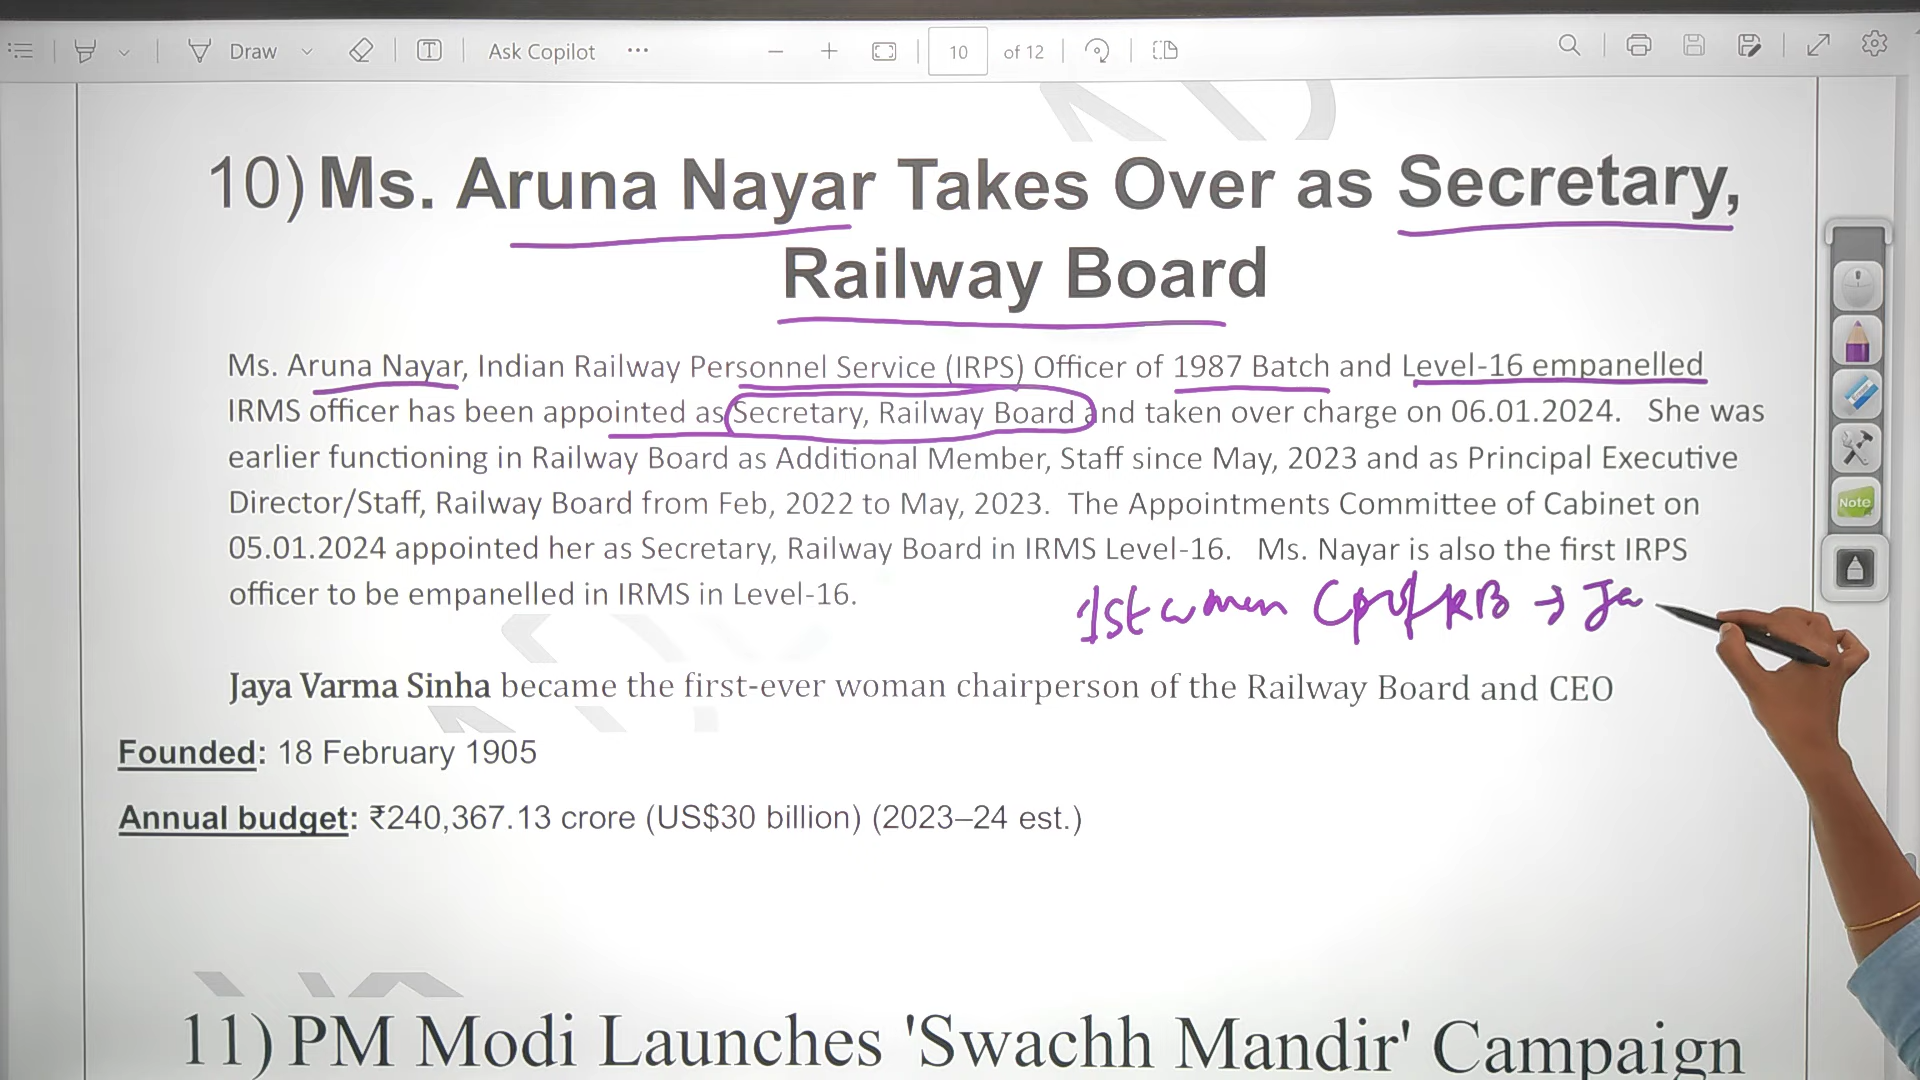 Draw
Ask Copilot
10 of 12
10) Ms. Aruna Nayar Takes Over as Secretary,
Railway Board
Ms. Aruna Nayar, Indian Railway Personnel Service (IRPS) Officer of 1987 Batch and Level-16 empanelled
IRMS officer has been appointed as Secretary, Railway Board and taken over charge on 06.01.2024. She was
earlier functioning in Railway Board as Additional Member, Staff since May, 2023 and as Principal Executive
Director/Staff, Railway Board from Feb, 2022 to May, 2023. The Appointments Committee of Cabinet on
05.01.2024 appointed her as Secretary, Railway Board in IRMS Level-16. Ms. Nayar is also the first IRPS
officer to be empanelled in IRMS in Level-16.
1st women CP of RB → Ja
Jaya Varma Sinha became the first-ever woman chairperson of the Railway Board and CEO
Founded: 18 February 1905
Annual budget: ₹240,367.13 crore (US$30 billion) (2023–24 est.)
11) PM Modi Launches 'Swachh Mandir' Campaign
Note